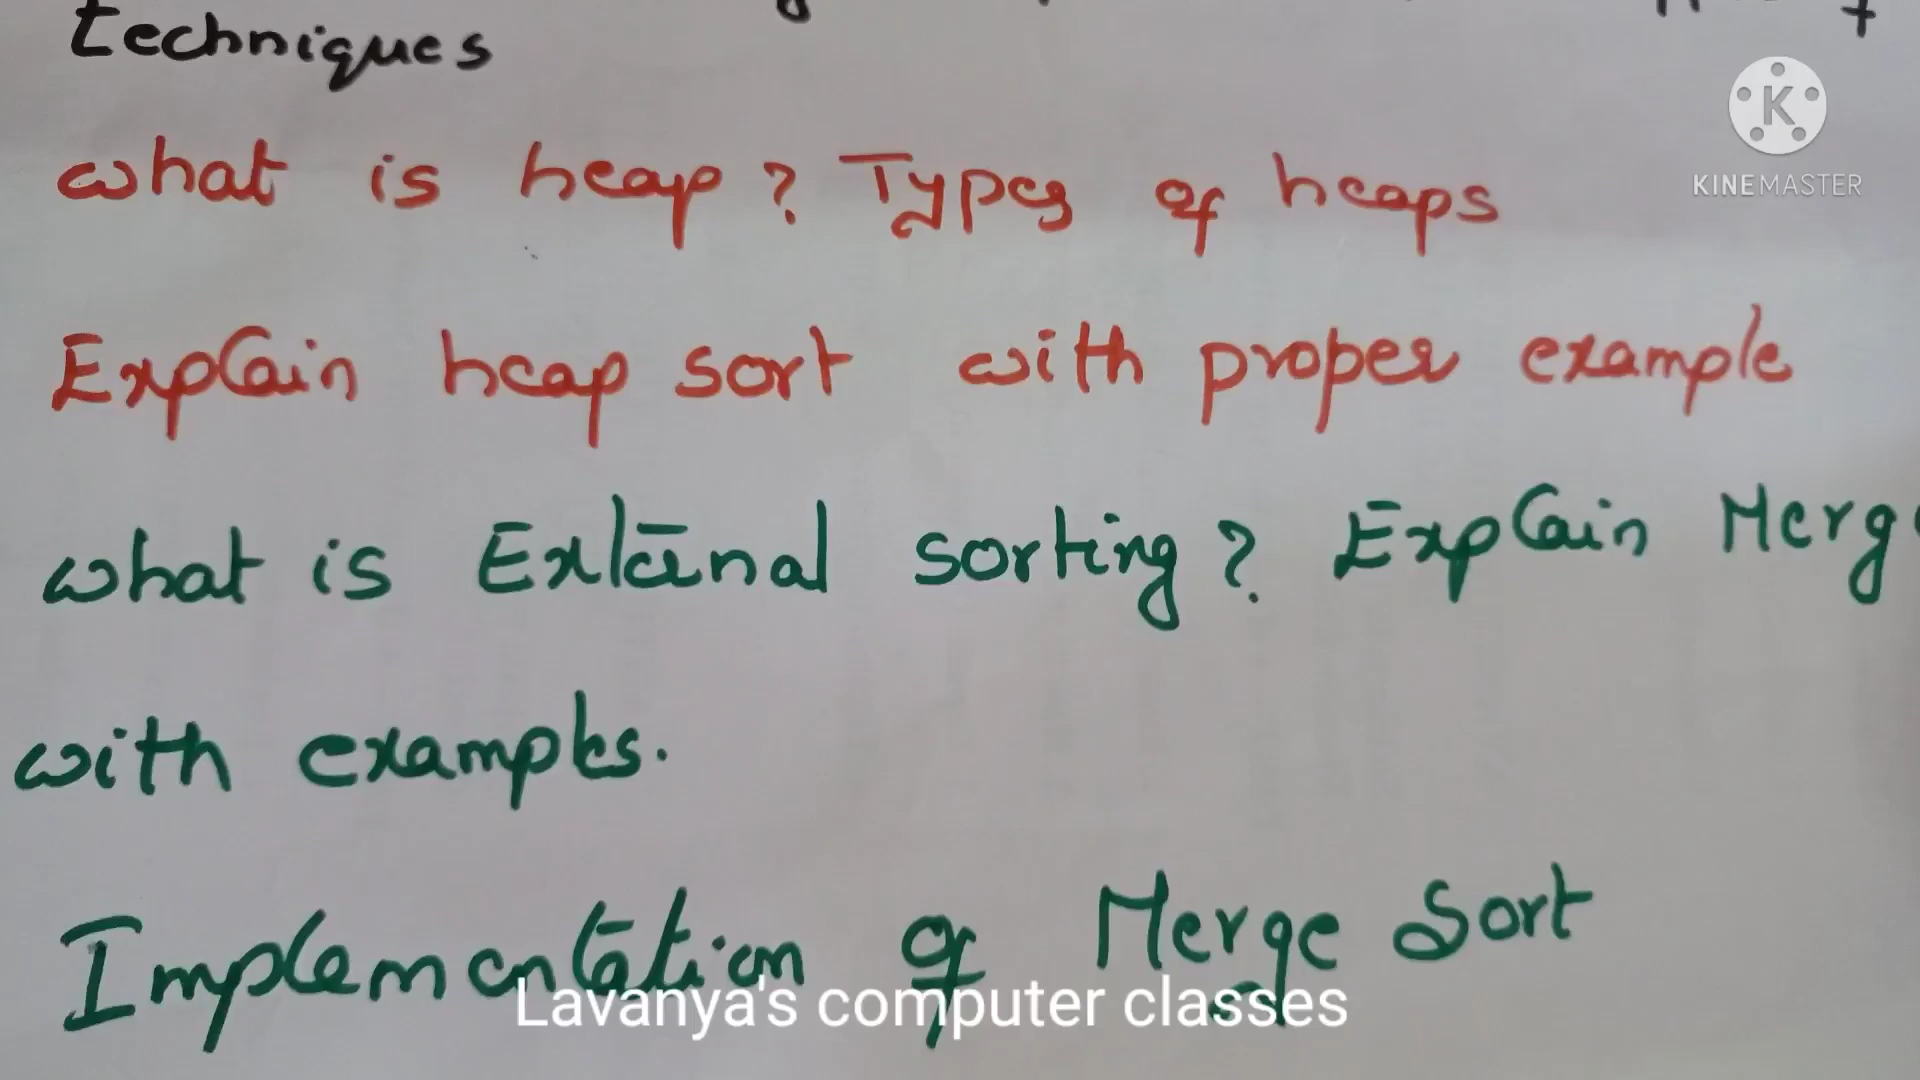 techniques
what is heap? Types of heaps
Explain heap sort with proper example
what is External sorting? Explain Merge
with examples.
Implementation of Merge Sort
Lavanya's computer classes
K
KINEMASTER